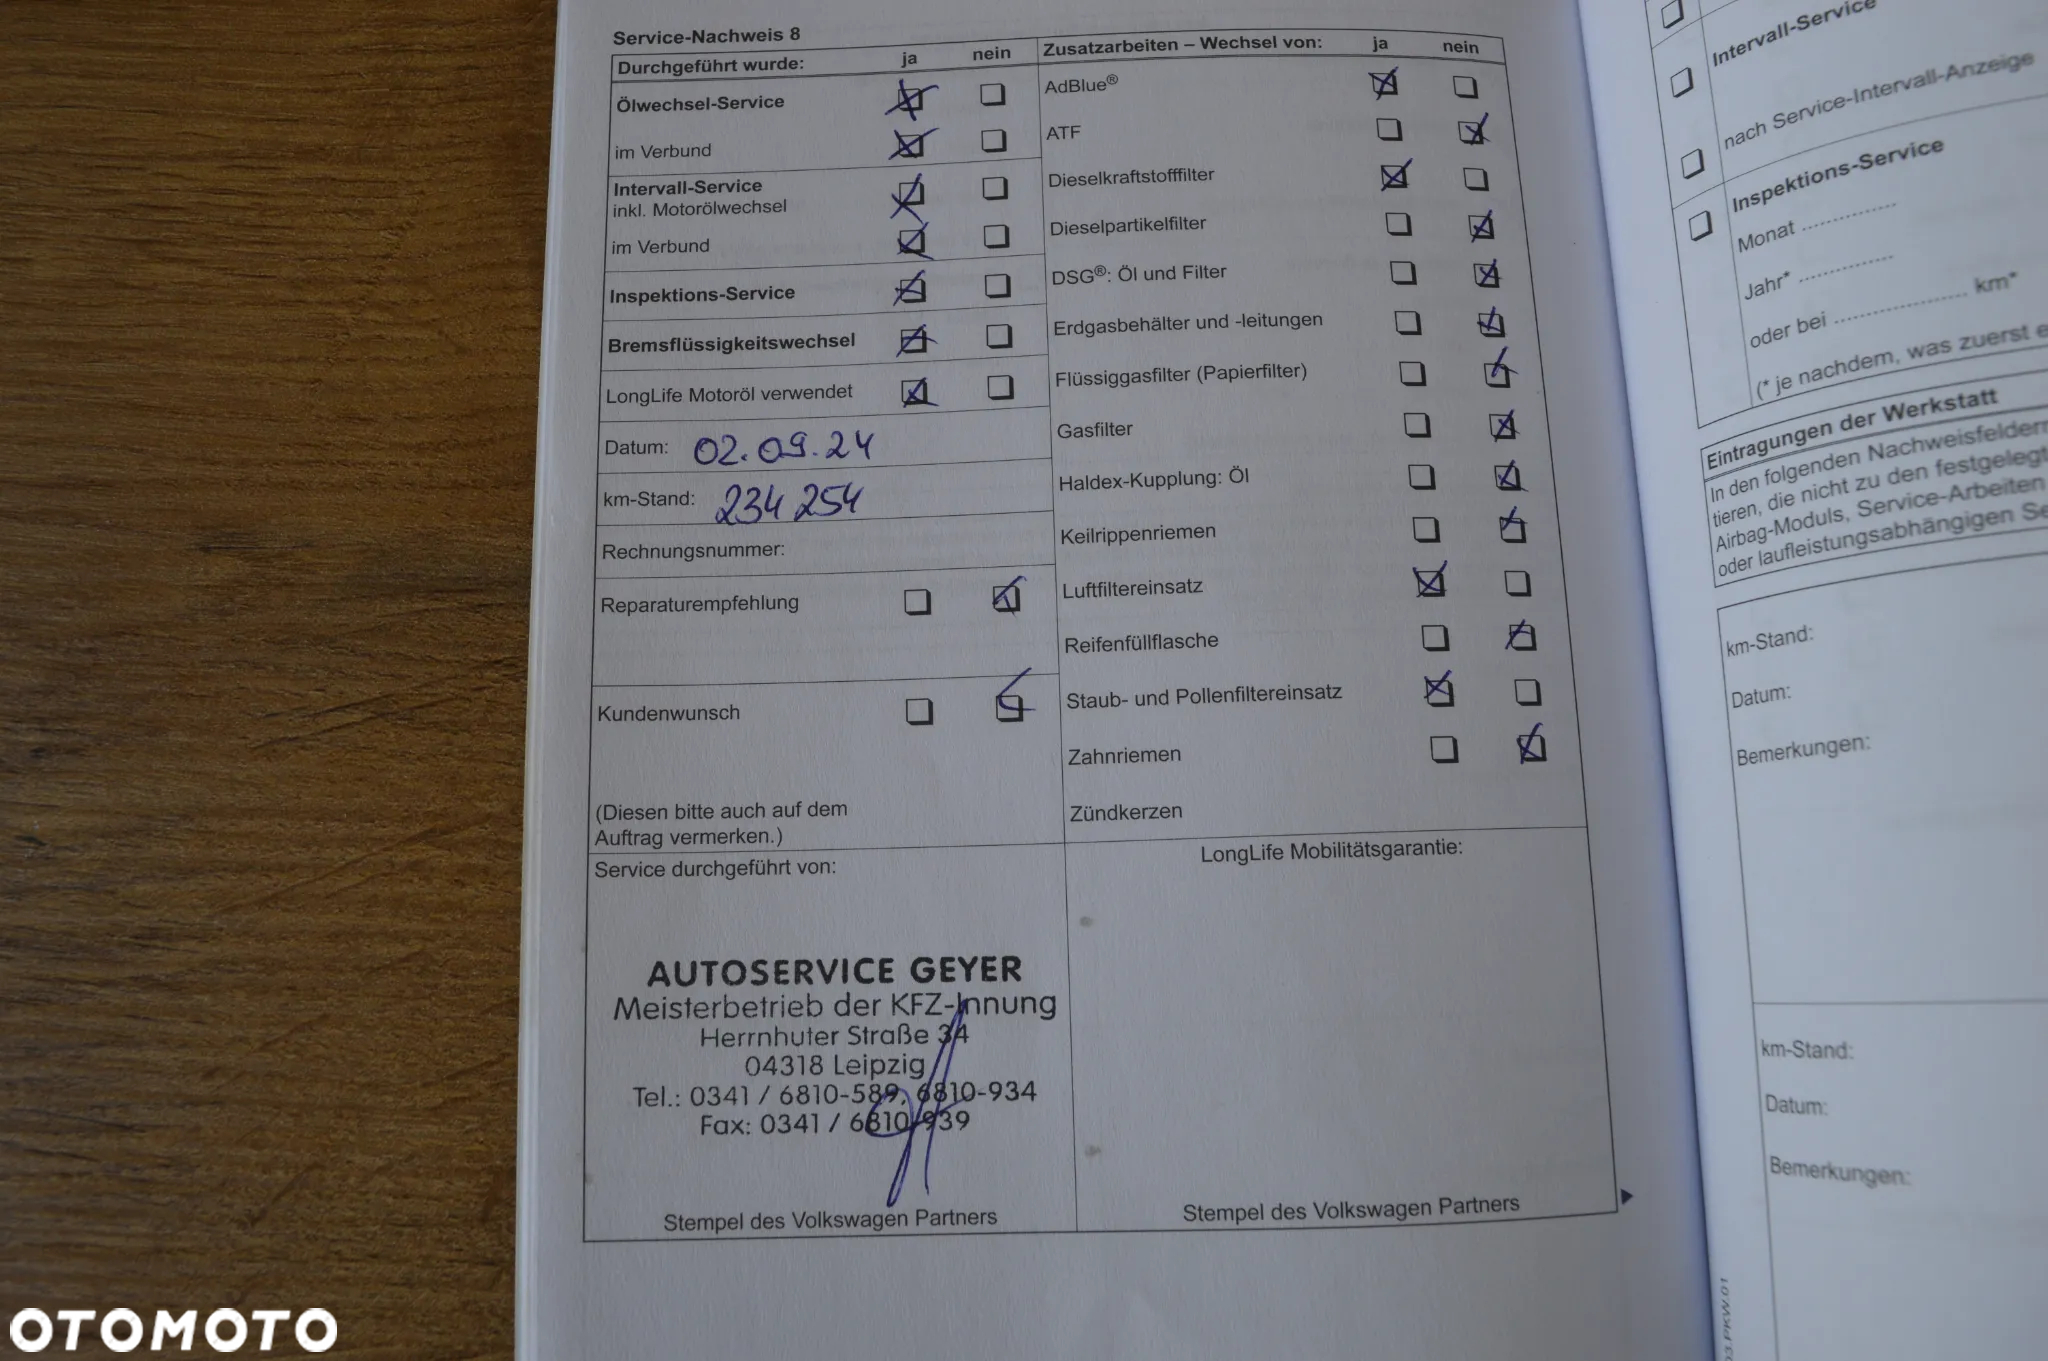 Service-Nachweis 8
Durchgeführt wurde: ja nein
Ölwechsel-Service
im Verbund
Intervall-Service
inkl. Motorölwechsel
im Verbund
Inspektions-Service
Bremsflüssigkeitswechsel
LongLife Motoröl verwendet
Datum: 02.09.24
km-Stand: 234 254
Rechnungsnummer:
Reparaturempfehlung
Kundenwunsch
(Diesen bitte auch auf dem
Auftrag vermerken.)
Service durchgeführt von:
AUTOSERVICE GEYER
Meisterbetrieb der KFZ-Innung
Herrnhuter Straße 34
04318 Leipzig
Tel.: 0341 / 6810-589, 6810-934
Fax: 0341 / 6810-939
Stempel des Volkswagen Partners
Zusatzarbeiten – Wechsel von: ja nein
AdBlue®
ATF
Dieselkraftstofffilter
Dieselpartikelfilter
DSG®: Öl und Filter
Erdgasbehälter und -leitungen
Flüssiggasfilter (Papierfilter)
Gasfilter
Haldex-Kupplung: Öl
Keilrippenriemen
Luftfiltereinsatz
Reifenfüllflasche
Staub- und Pollenfiltereinsatz
Zahnriemen
Zündkerzen
LongLife Mobilitätsgarantie:
Stempel des Volkswagen Partners
Intervall-Service
nach Service-Intervall-Anzeige
Inspektions-Service
Monat ................
Jahr* ................
oder bei ...................... km*
(* je nachdem, was zuerst
Eintragungen der Werkstatt
In den folgenden Nachweisfeldern
tieren, die nicht zu den festgelegt
Airbag-Moduls, Service-Arbeiten
oder laufleistungsabhängigen
km-Stand:
Datum:
Bemerkungen:
km-Stand:
Datum:
Bemerkungen:
03.PKW.01
OTOMOTO